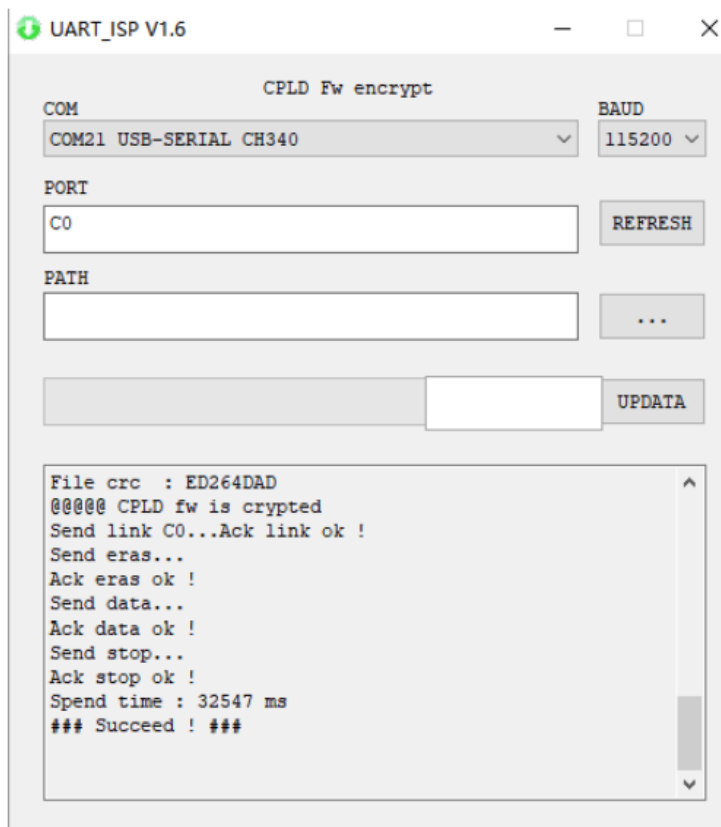 UART_ISP V1.6
CPLD Fw encrypt
COM
BAUD
COM21 USB-SERIAL CH340
115200
PORT
C0
REFRESH
PATH
...
UPDATA
File crc  : ED264DAD
@@@@@ CPLD fw is crypted
Send link C0...Ack link ok !
Send eras...
Ack eras ok !
Send data...
Ack data ok !
Send stop...
Ack stop ok !
Spend time : 32547 ms
### Succeed ! ###